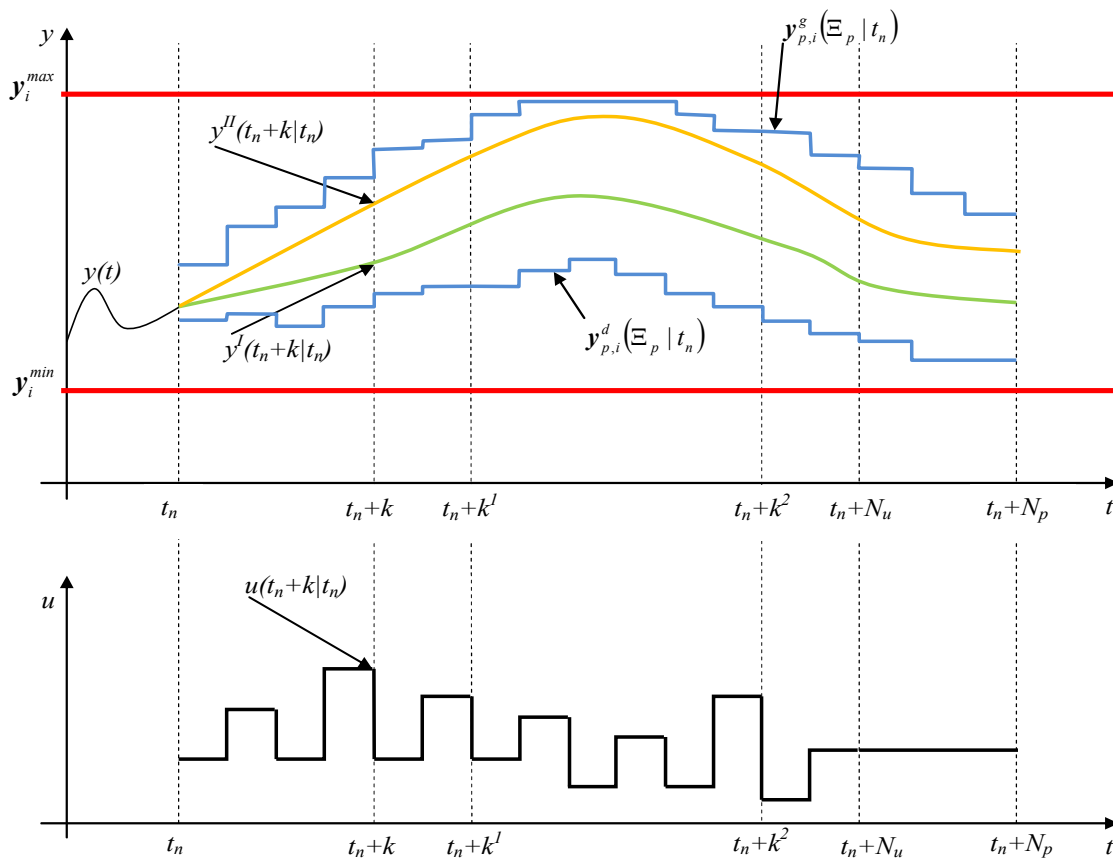 y
y_{p,i}^{g}(Ξ_p | t_n)
y_i^{max}
y^{II}(t_n+k|t_n)
y(t)
y^{I}(t_n+k|t_n)
y_{p,i}^{d}(Ξ_p | t_n)
y_i^{min}
t_n t_n+k t_n+k^1 t_n+k^2 t_n+N_u t_n+N_p t
u
u(t_n+k|t_n)
t_n t_n+k t_n+k^1 t_n+k^2 t_n+N_u t_n+N_p t